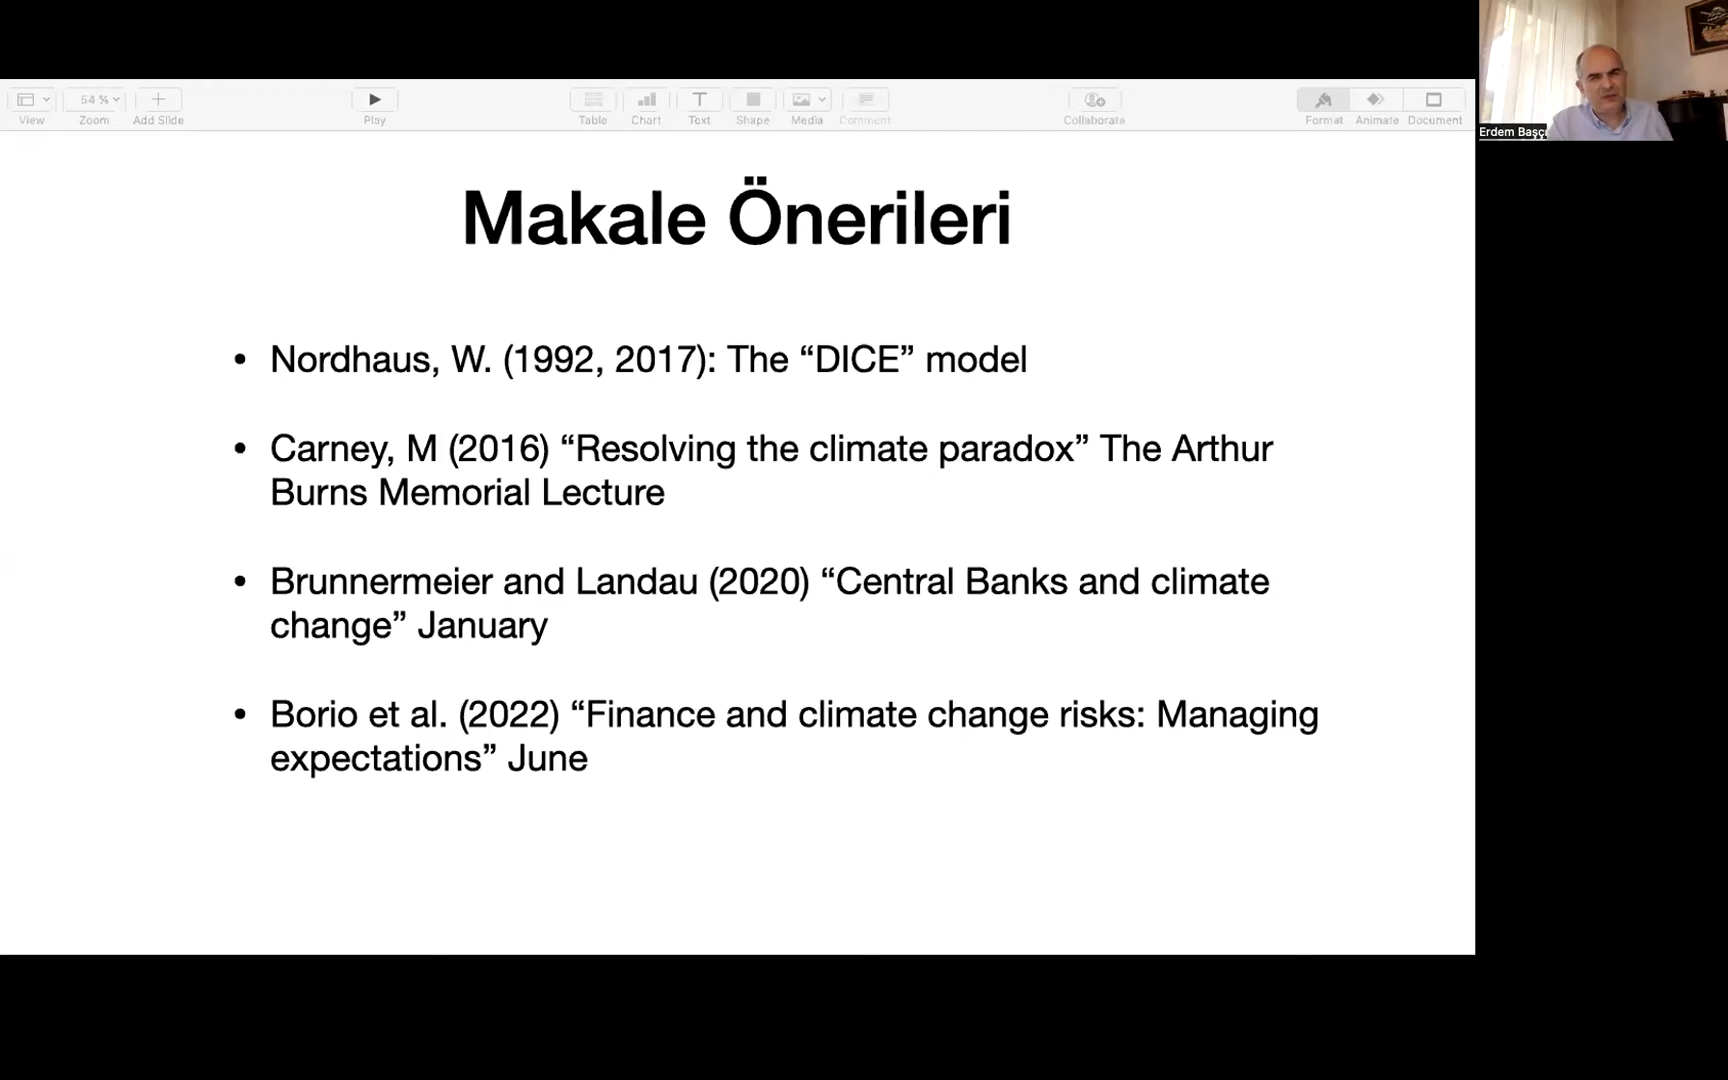 View
54 %
Zoom
Add Slide
Play
Table
Chart
Text
Shape
Media
Comment
Collaborate
Format
Animate
Document
Erdem Başçı
Makale Önerileri
• Nordhaus, W. (1992, 2017): The “DICE” model
• Carney, M (2016) “Resolving the climate paradox” The Arthur
Burns Memorial Lecture
• Brunnermeier and Landau (2020) “Central Banks and climate
change” January
• Borio et al. (2022) “Finance and climate change risks: Managing
expectations” June